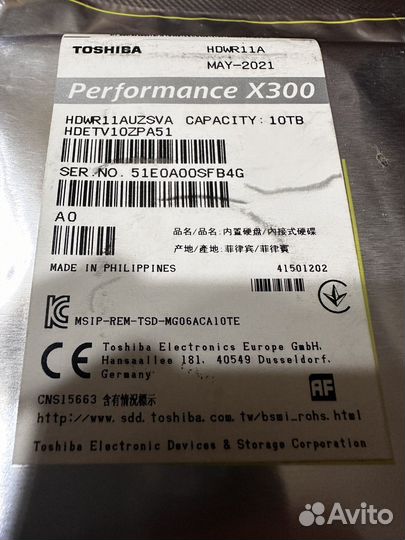 TOSHIBA HDWR11A
MAY-2021
Performance X300
HDWR11AUZSVA CAPACITY: 10TB
HDETV10ZPA51
SER.NO. 51E0A00SFB4G
A0
品名/品名: 内置硬盘/內接式硬碟
产地/產地: 菲律宾/菲律賓
MADE IN PHILIPPINES 41501202
MSIP-REM-TSD-MG06ACA10TE
CE Toshiba Electronics Europe GmbH.
Hansaallee 181, 40549 Dusseldorf,
Germany
CNS15663 含有情況標示
AF
http://www.sdd.toshiba.com.tw/bsmi_rohs.html
Toshiba Electronic Devices & Storage Corporation
Avito